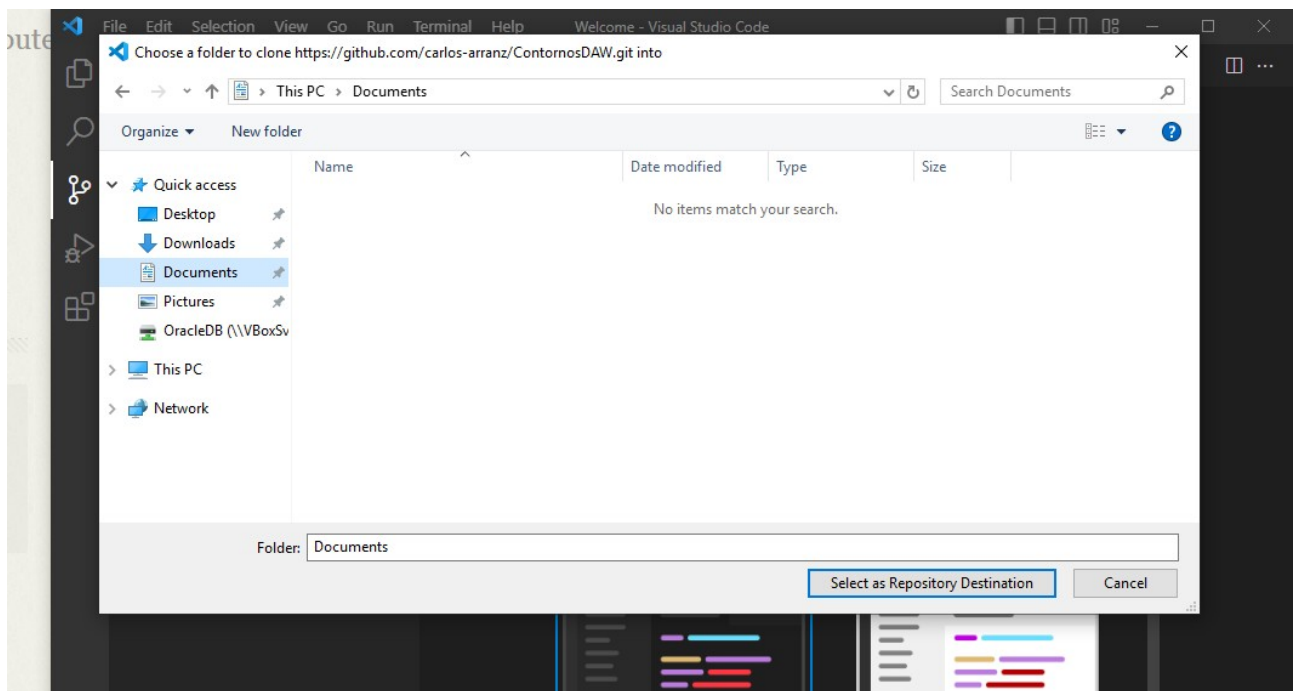 File Edit Selection View Go Run Terminal Help Welcome - Visual Studio Code
Choose a folder to clone https://github.com/carlos-arranz/ContornosDAW.git into
This PC > Documents
Search Documents
Organize New folder
Name Date modified Type Size
Quick access
No items match your search.
Desktop
Downloads
Documents
Pictures
OracleDB (\\VBoxSv
This PC
Network
Folder: Documents
Select as Repository Destination Cancel